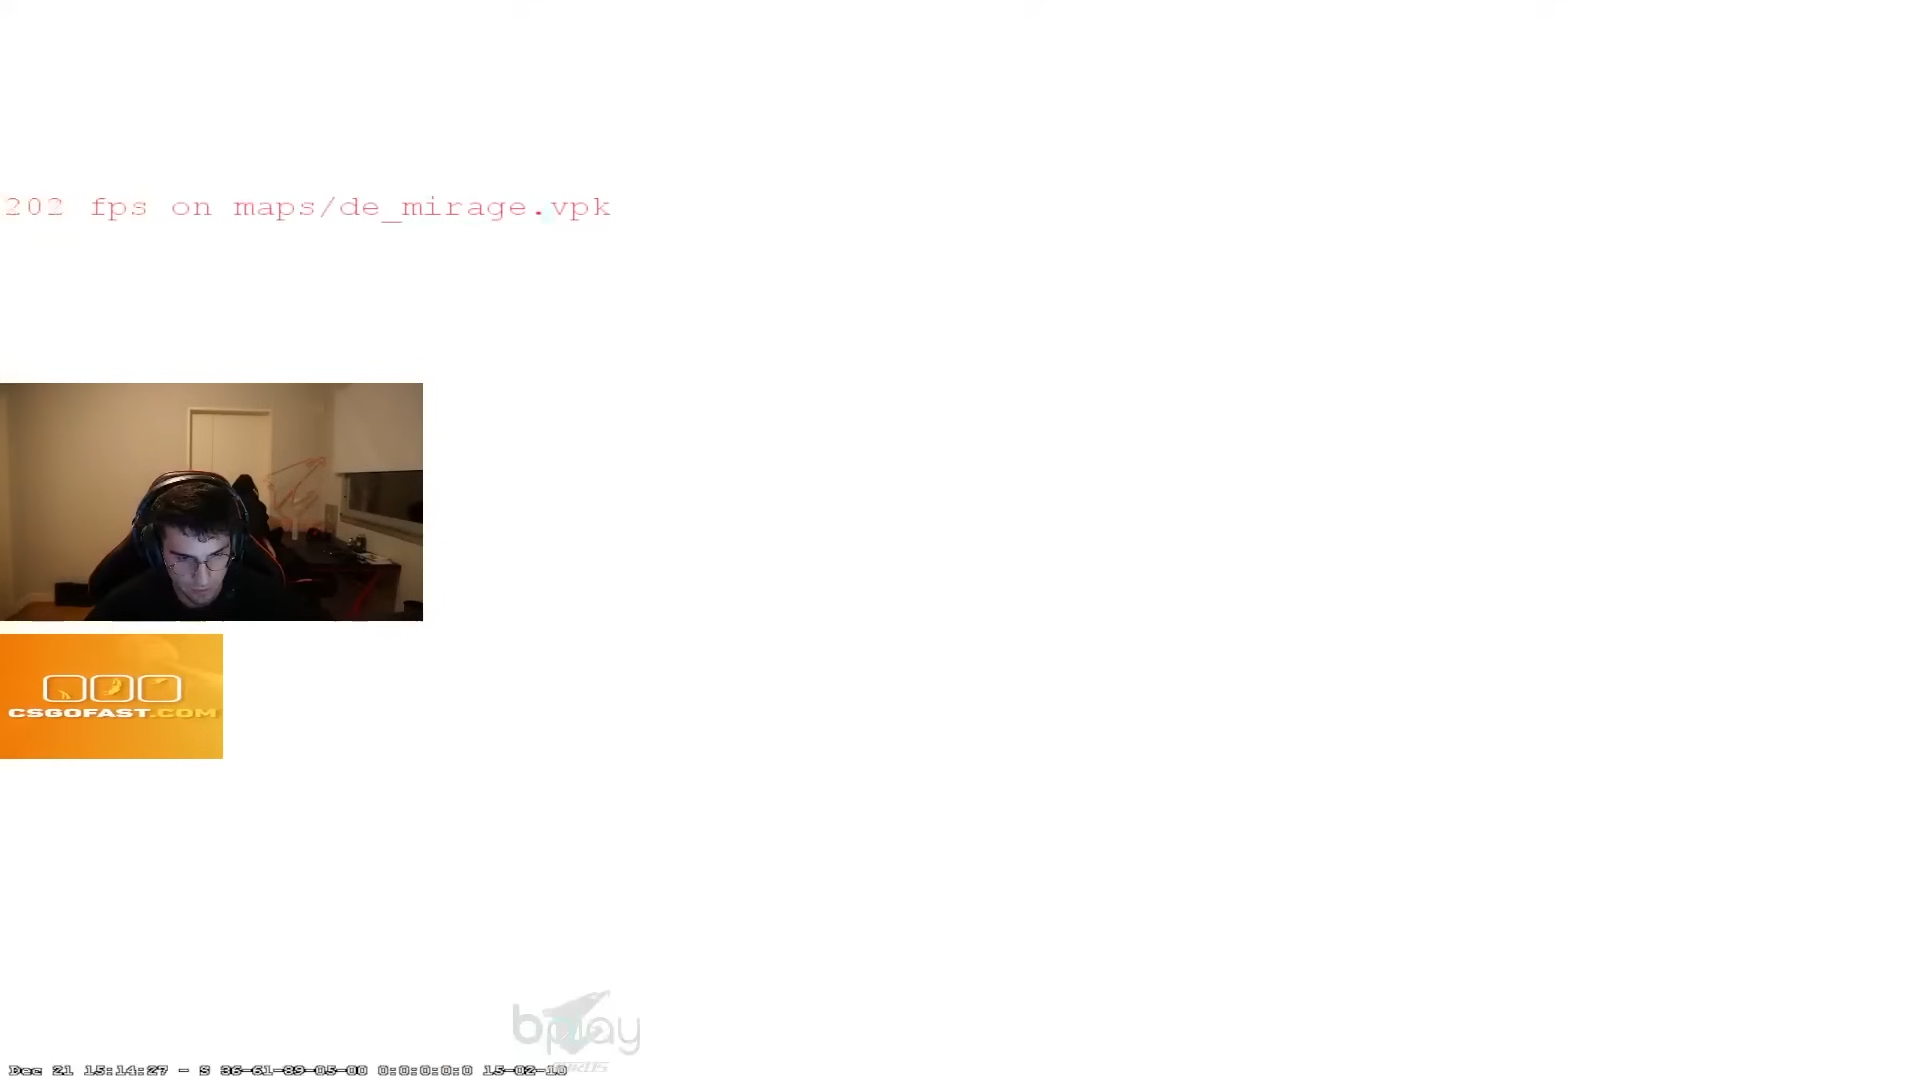 202 fps on maps/de_mirage.vpk
CSGOFAST.COM
bplay
Dec 21 15:14:27 - S 36-61-89-05-00 0:0:0:0:0 15-02-10